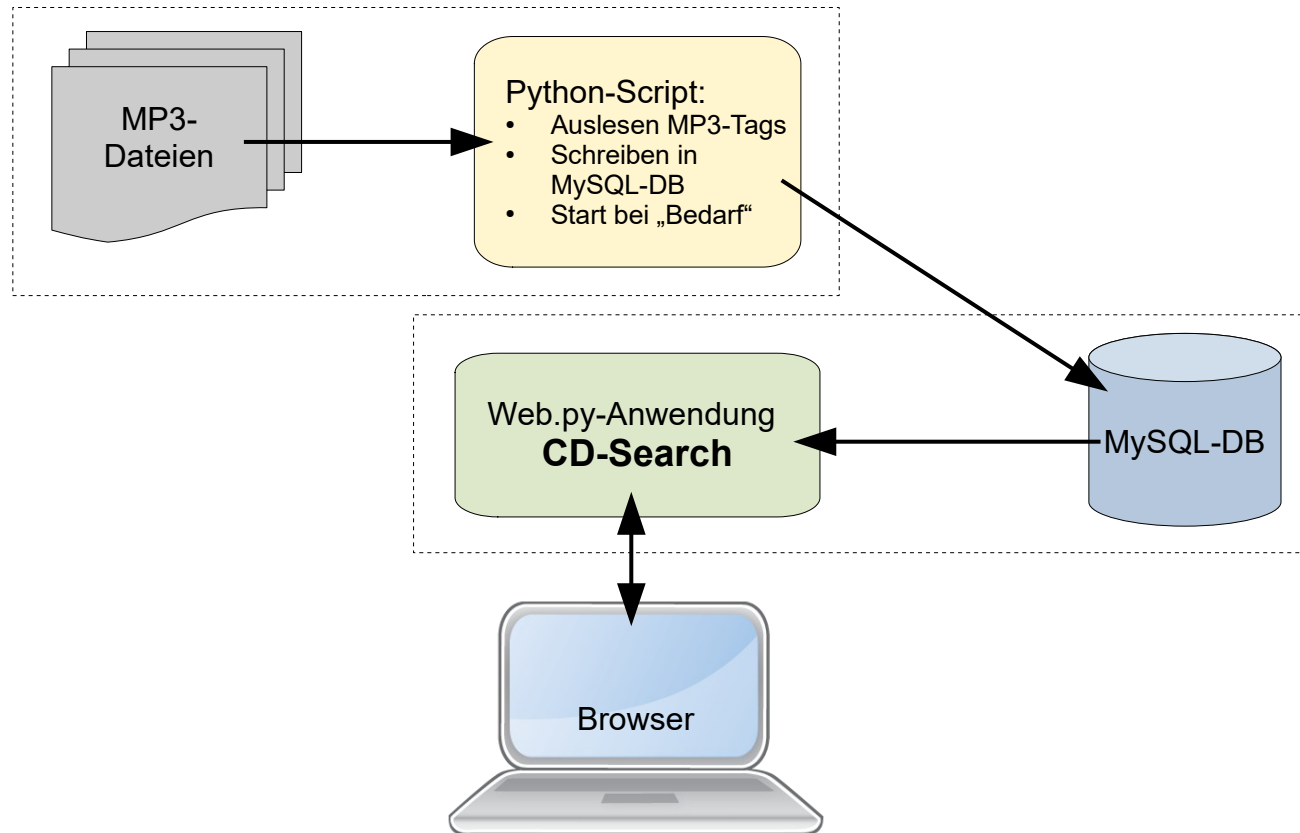 MP3-
Dateien
Python-Script:
• Auslesen MP3-Tags
• Schreiben in
MySQL-DB
• Start bei „Bedarf“
Web.py-Anwendung
CD-Search
MySQL-DB
Browser